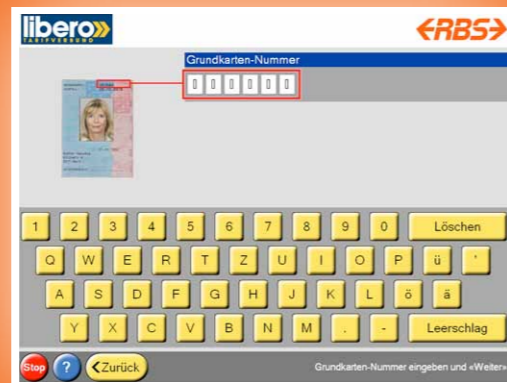 libero»
TARIFVERBUND
<RBS>
Grundkarten-Nummer
1 2 3 4 5 6 7 8 9 0 Löschen
Q W E R T Z U I O P ü '
A S D F G H J K L ö ä
Y X C V B N M . - Leerschlag
Stop ? <Zurück Grundkarten-Nummer eingeben und «Weiter»